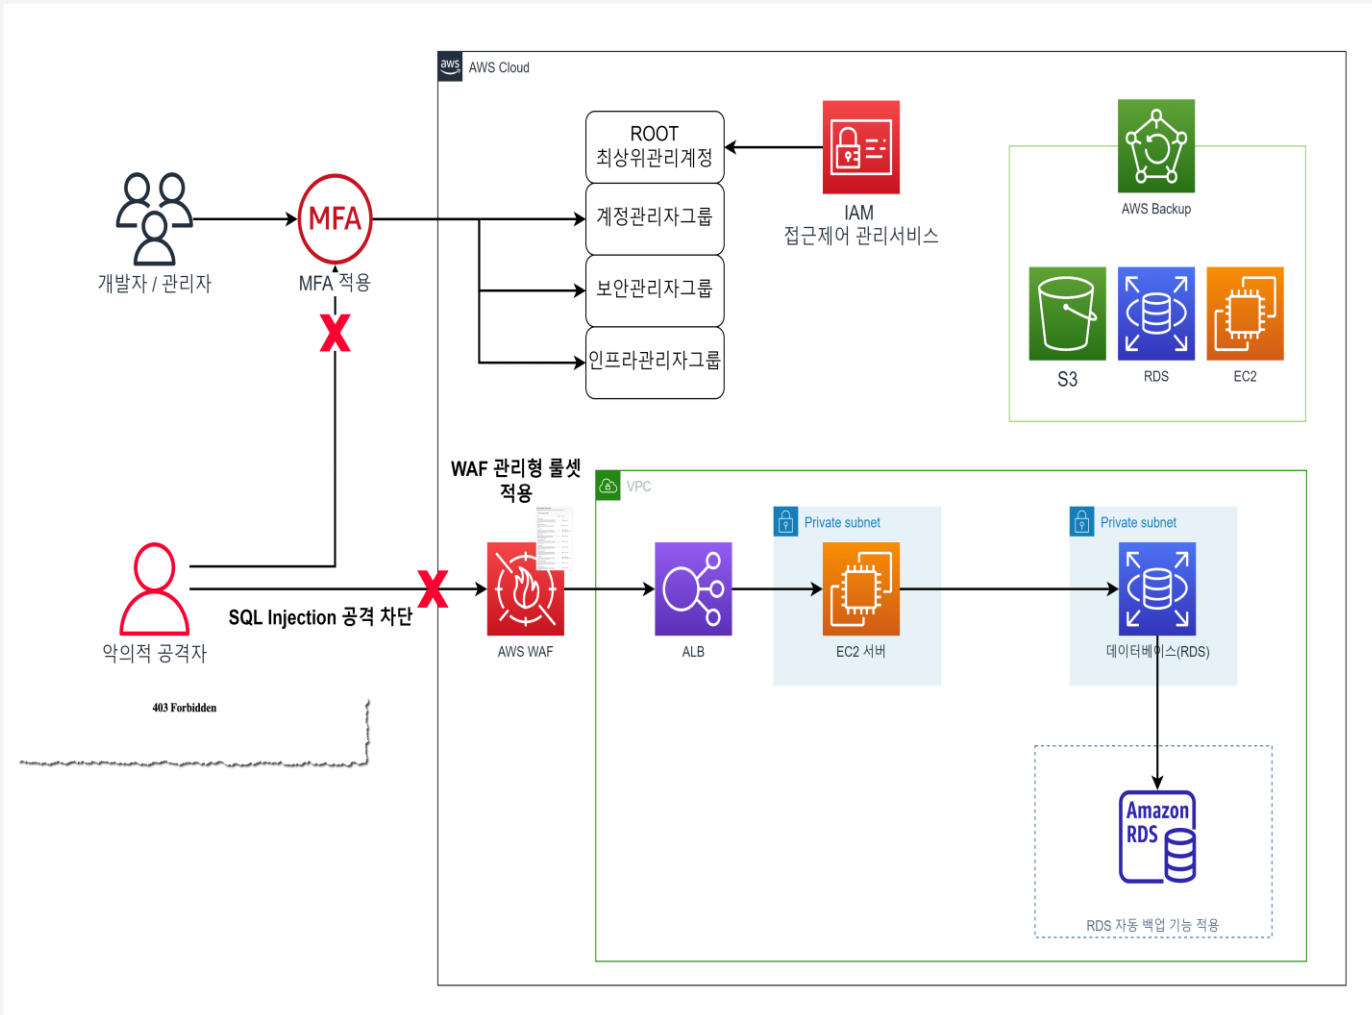 aws
AWS Cloud
ROOT
최상위관리계정
계정관리자그룹
보안관리자그룹
인프라관리자그룹
IAM
접근제어 관리서비스
AWS Backup
S3
RDS
EC2
MFA
MFA 적용
개발자 / 관리자
X
WAF 관리형 룰셋
적용
VPC
Private subnet
Private subnet
X
SQL Injection 공격 차단
악의적 공격자
AWS WAF
ALB
EC2 서버
데이터베이스(RDS)
403 Forbidden
Amazon
RDS
RDS 자동 백업 기능 적용